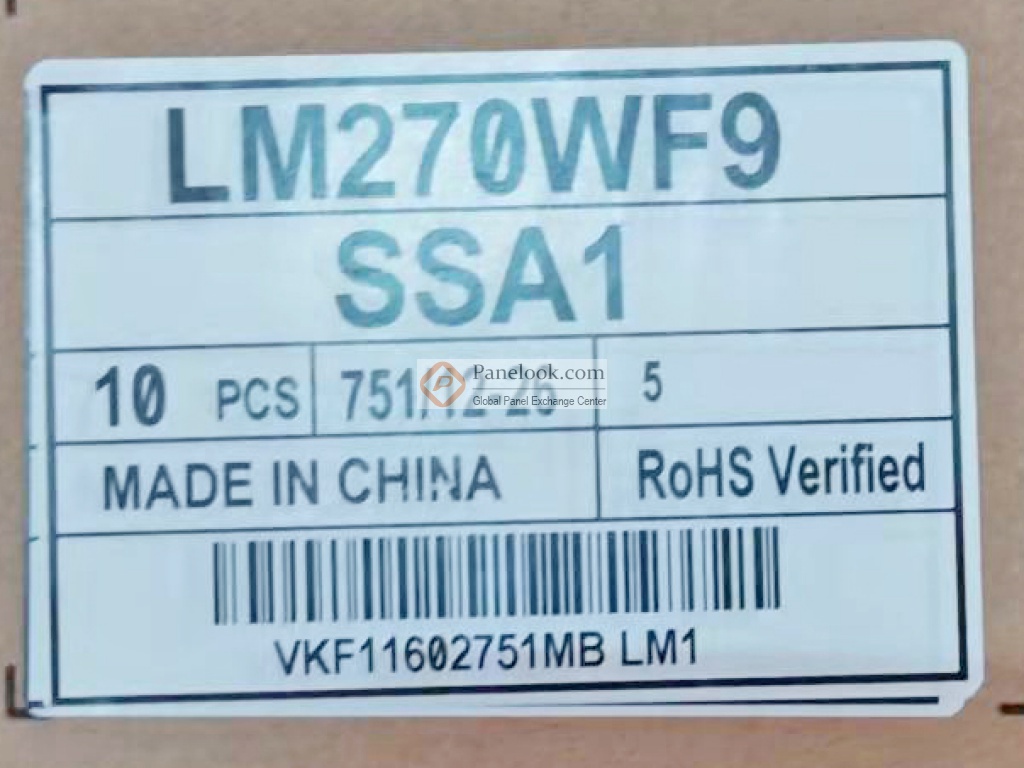 LM270WF9
SSA1
10 PCS
Panelook.com
Global Panel Exchange Center
5
MADE IN CHINA
RoHS Verified
VKF11602751MB LM1